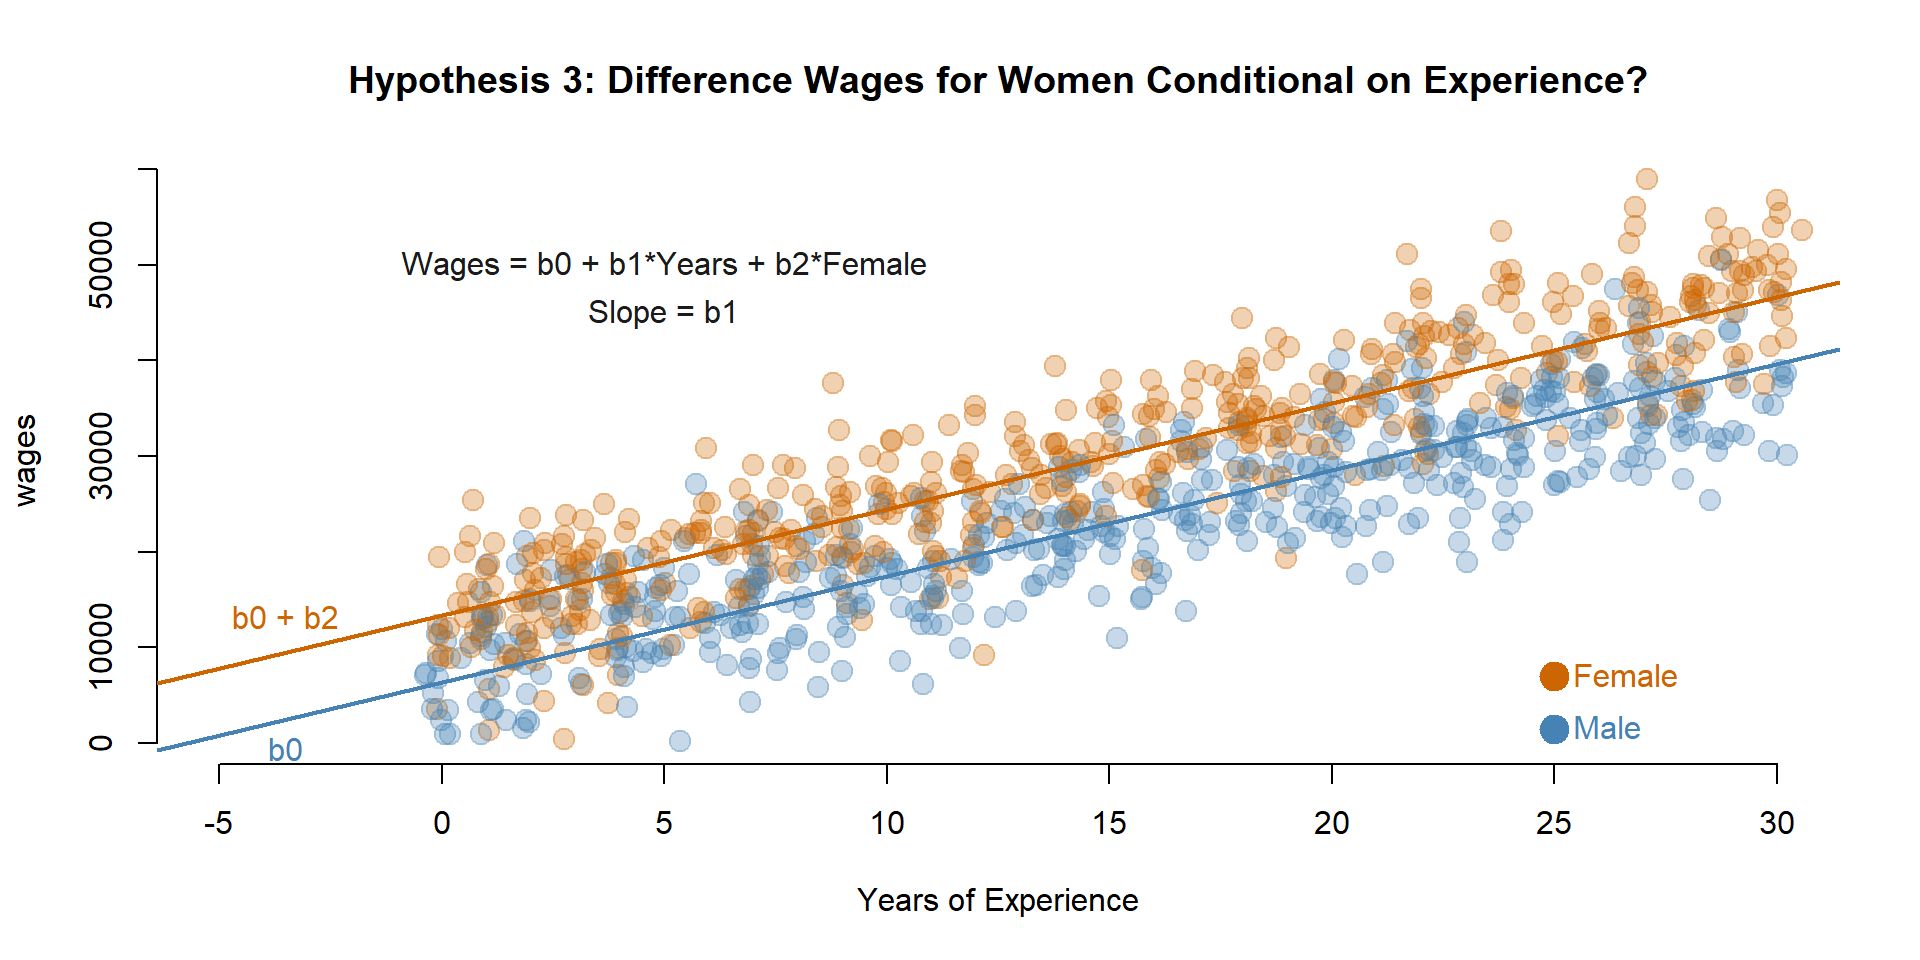 Hypothesis 3: Difference Wages for Women Conditional on Experience?
Wages = b0 + b1*Years + b2*Female
Slope = b1
50000
30000
10000
0
wages
b0 + b2
b0
Female
Male
-5 0 5 10 15 20 25 30
Years of Experience